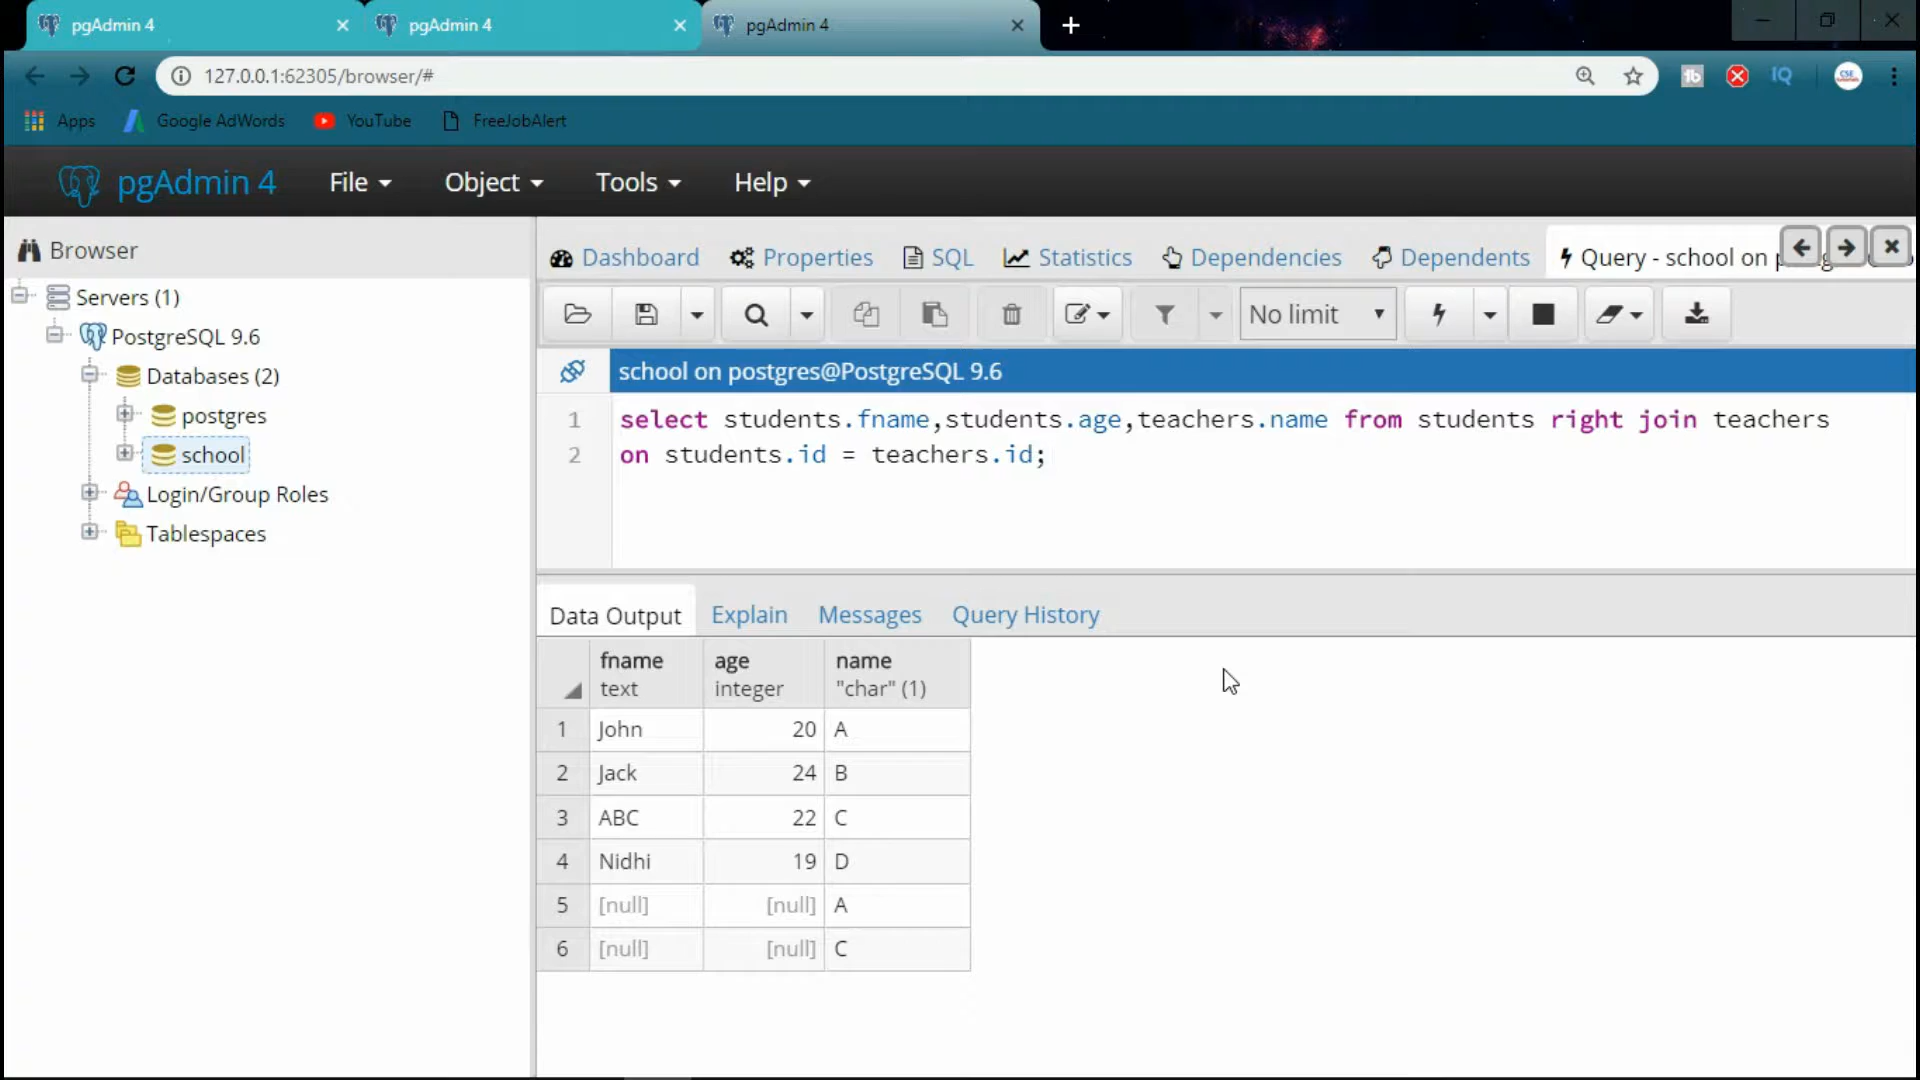 pgAdmin 4
pgAdmin 4
pgAdmin 4
127.0.0.1:62305/browser/#
IQ
Apps
Google AdWords
YouTube
FreeJobAlert
pgAdmin 4
File
Object
Tools
Help
Browser
Dashboard
Properties
SQL
Statistics
Dependencies
Dependents
Query - school on
Servers (1)
PostgreSQL 9.6
Databases (2)
postgres
school
Login/Group Roles
Tablespaces
No limit
school on postgres@PostgreSQL 9.6
1 select students.fname,students.age,teachers.name from students right join teachers
2 on students.id = teachers.id;
Data Output
Explain
Messages
Query History
fname age name
text integer "char" (1)
1 John 20 A
2 Jack 24 B
3 ABC 22 C
4 Nidhi 19 D
5 [null] [null] A
6 [null] [null] C